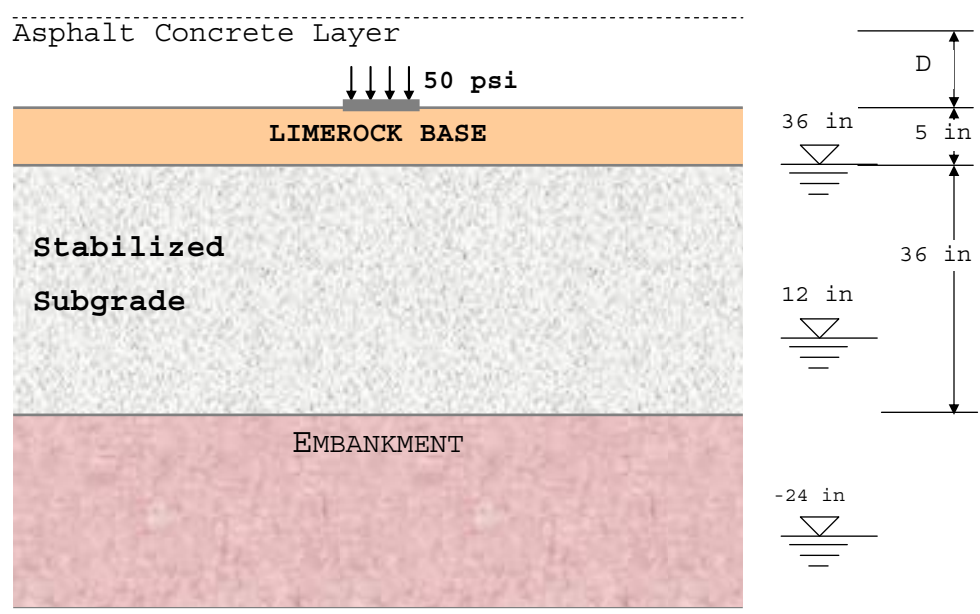 Asphalt Concrete Layer
50 psi
D
LIMEROCK BASE
36 in
5 in
Stabilized
Subgrade
36 in
12 in
EMBANKMENT
-24 in